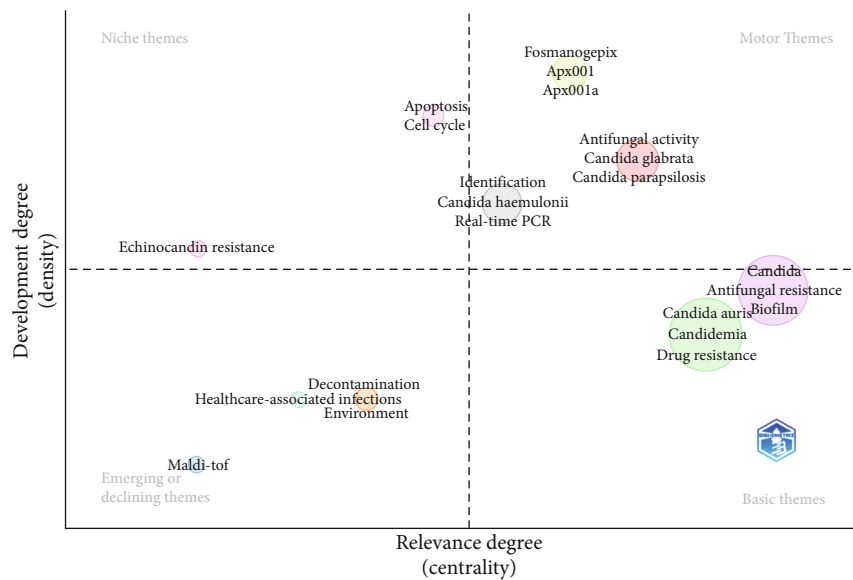 Niche themes
Motor Themes
Fosmanogepix
Apx001
Apx001a
Apoptosis
Cell cycle
Antifungal activity
Candida glabrata
Candida parapsilosis
Identification
Candida haemulonii
Real-time PCR
Echinocandin resistance
Candida
Antifungal resistance
Biofilm
Candida auris
Candidemia
Drug resistance
Decontamination
Healthcare-associated infections
Environment
Maldi-tof
Emerging or
declining themes
Basic themes
BIBLIOMETRIX
Development degree
(density)
Relevance degree
(centrality)